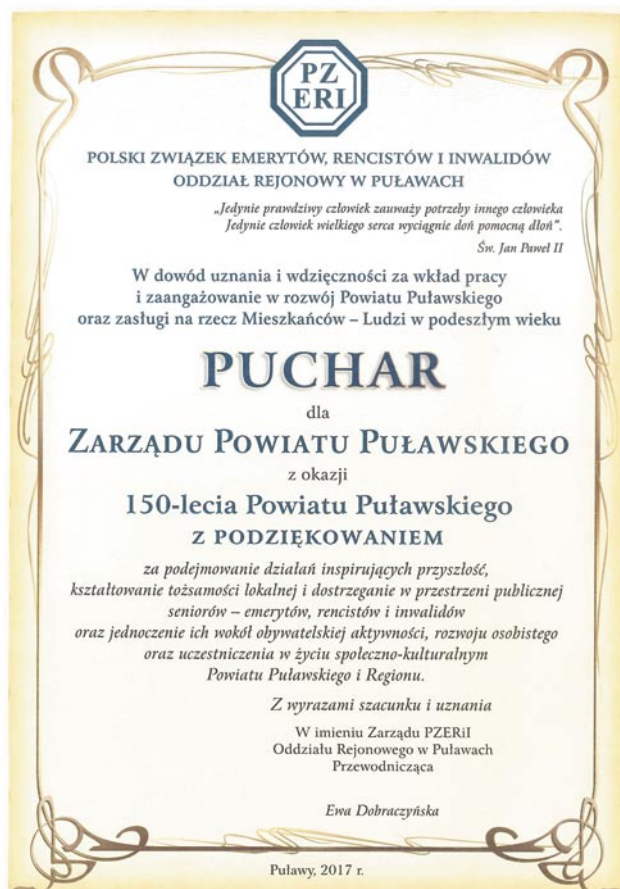 PZ
ERI
POLSKI ZWIĄZEK EMERYTÓW, RENCISTÓW I INWALIDÓW
ODDZIAŁ REJONOWY W PUŁAWACH
„Jedynie prawdziwy człowiek zauważy potrzeby innego człowieka
Jedynie człowiek wielkiego serca wyciągnie doń pomocną dłoń”.
Św. Jan Paweł II
W dowód uznania i wdzięczności za wkład pracy
i zaangażowanie w rozwój Powiatu Puławskiego
oraz zasługi na rzecz Mieszkańców – Ludzi w podeszłym wieku
PUCHAR
dla
ZARZĄDU POWIATU PUŁAWSKIEGO
z okazji
150-lecia Powiatu Puławskiego
Z PODZIĘKOWANIEM
za podejmowanie działań inspirujących przyszłość,
kształtowanie tożsamości lokalnej i dostrzeganie w przestrzeni publicznej
seniorów – emerytów, rencistów i inwalidów
oraz jednoczenie ich wokół obywatelskiej aktywności, rozwoju osobistego
oraz uczestniczenia w życiu społeczno-kulturalnym
Powiatu Puławskiego i Regionu.
Z wyrazami szacunku i uznania
W imieniu Zarządu PZERiI
Oddziału Rejonowego w Puławach
Przewodnicząca
Ewa Dobraczyńska
Puławy, 2017 r.